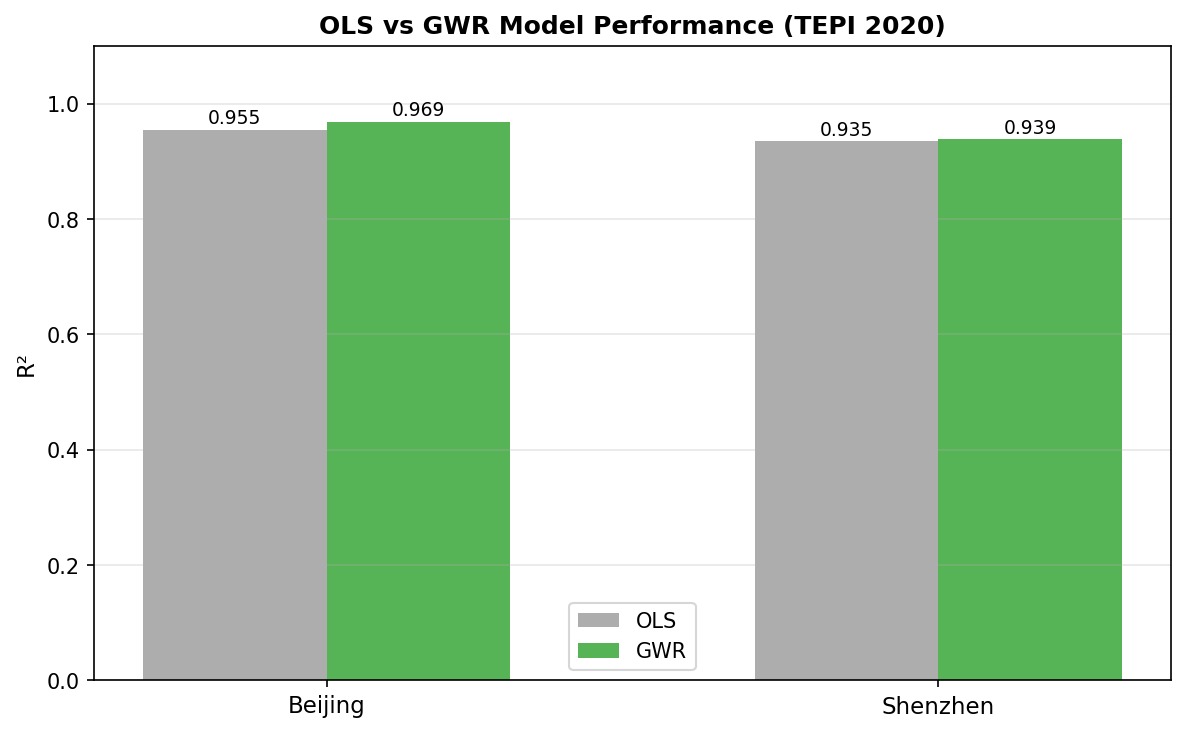 OLS vs GWR Model Performance (TEPI 2020)
R²
1.0
0.8
0.6
0.4
0.2
0.0
0.955
0.969
0.935
0.939
OLS
GWR
Beijing
Shenzhen